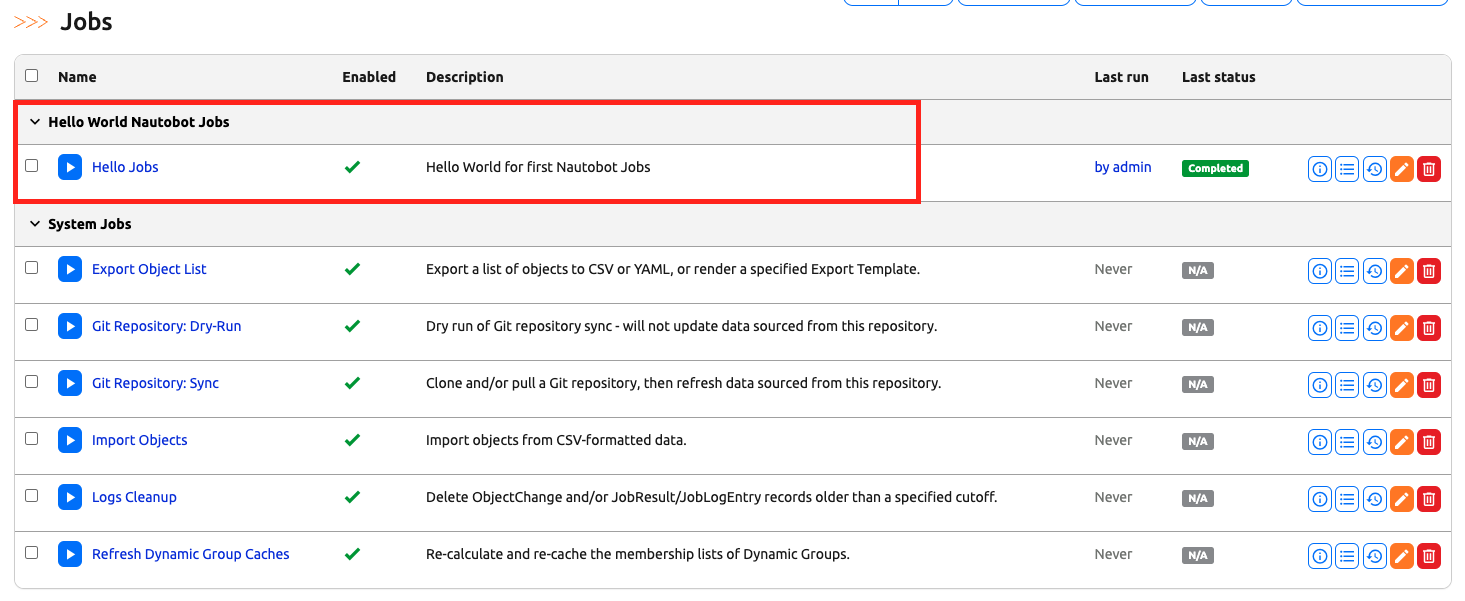 >>> Jobs
Name Enabled Description Last run Last status
Hello World Nautobot Jobs
Hello Jobs Hello World for first Nautobot Jobs by admin Completed
System Jobs
Export Object List Export a list of objects to CSV or YAML, or render a specified Export Template. Never N/A
Git Repository: Dry-Run Dry run of Git repository sync - will not update data sourced from this repository. Never N/A
Git Repository: Sync Clone and/or pull a Git repository, then refresh data sourced from this repository. Never N/A
Import Objects Import objects from CSV-formatted data. Never N/A
Logs Cleanup Delete ObjectChange and/or JobResult/JobLogEntry records older than a specified cutoff. Never N/A
Refresh Dynamic Group Caches Re-calculate and re-cache the membership lists of Dynamic Groups. Never N/A